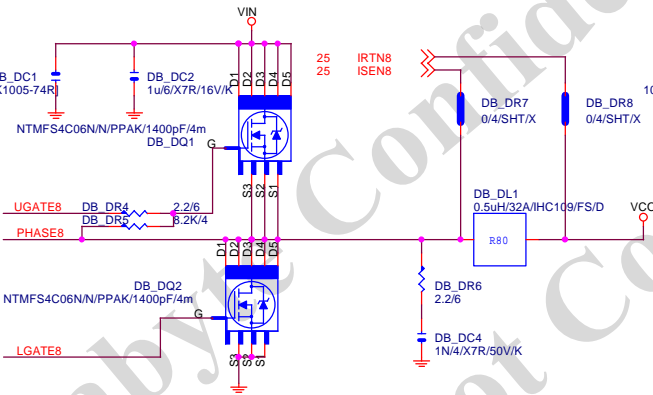 VIN
25 IRTN8
25 ISEN8
DB_DC1
K1005-74R
DB_DC2
1u/6/X7R/16V/K
D1
D2
D3
D4
D5
NTMFS4C06N/N/PPAK/1400pF/4m
DB_DQ1
G
S3
S2
S1
DB_DR7
0/4/SHT/X
DB_DR8
0/4/SHT/X
10
UGATE8
DB_DR4
2.2/6
DB_DR5
8.2K/4
PHASE8
DB_DL1
0.5uH/32A/IHC109/FS/D
R80
VCO
D1
D2
D3
D4
D5
DB_DQ2
NTMFS4C06N/N/PPAK/1400pF/4m
G
S3
S2
S1
LGATE8
DB_DR6
2.2/6
DB_DC4
1N/4/X7R/50V/K